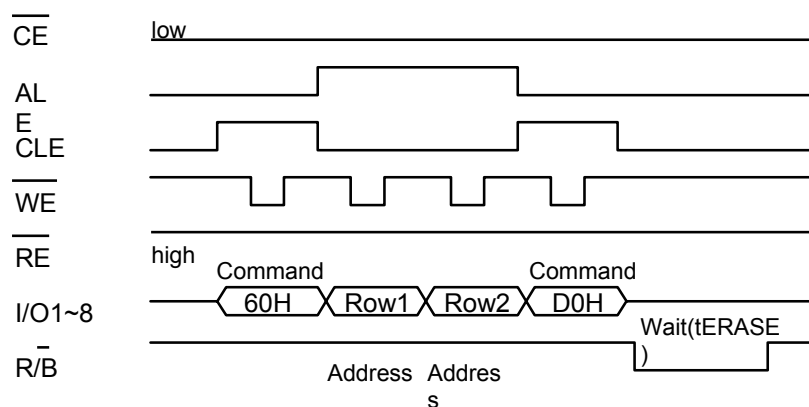 CE
low
AL
E
CLE
WE
RE
high
Command
Command
I/O1~8
60H
Row1
Row2
D0H
Wait(tERASE
)
R/B
Address
Addres
s